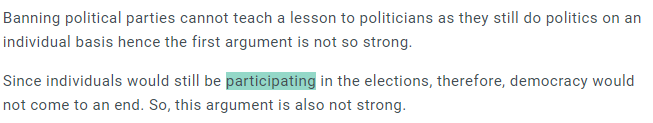 Banning political parties cannot teach a lesson to politicians as they still do politics on an
individual basis hence the first argument is not so strong.
Since individuals would still be participating in the elections, therefore, democracy would
not come to an end. So, this argument is also not strong.